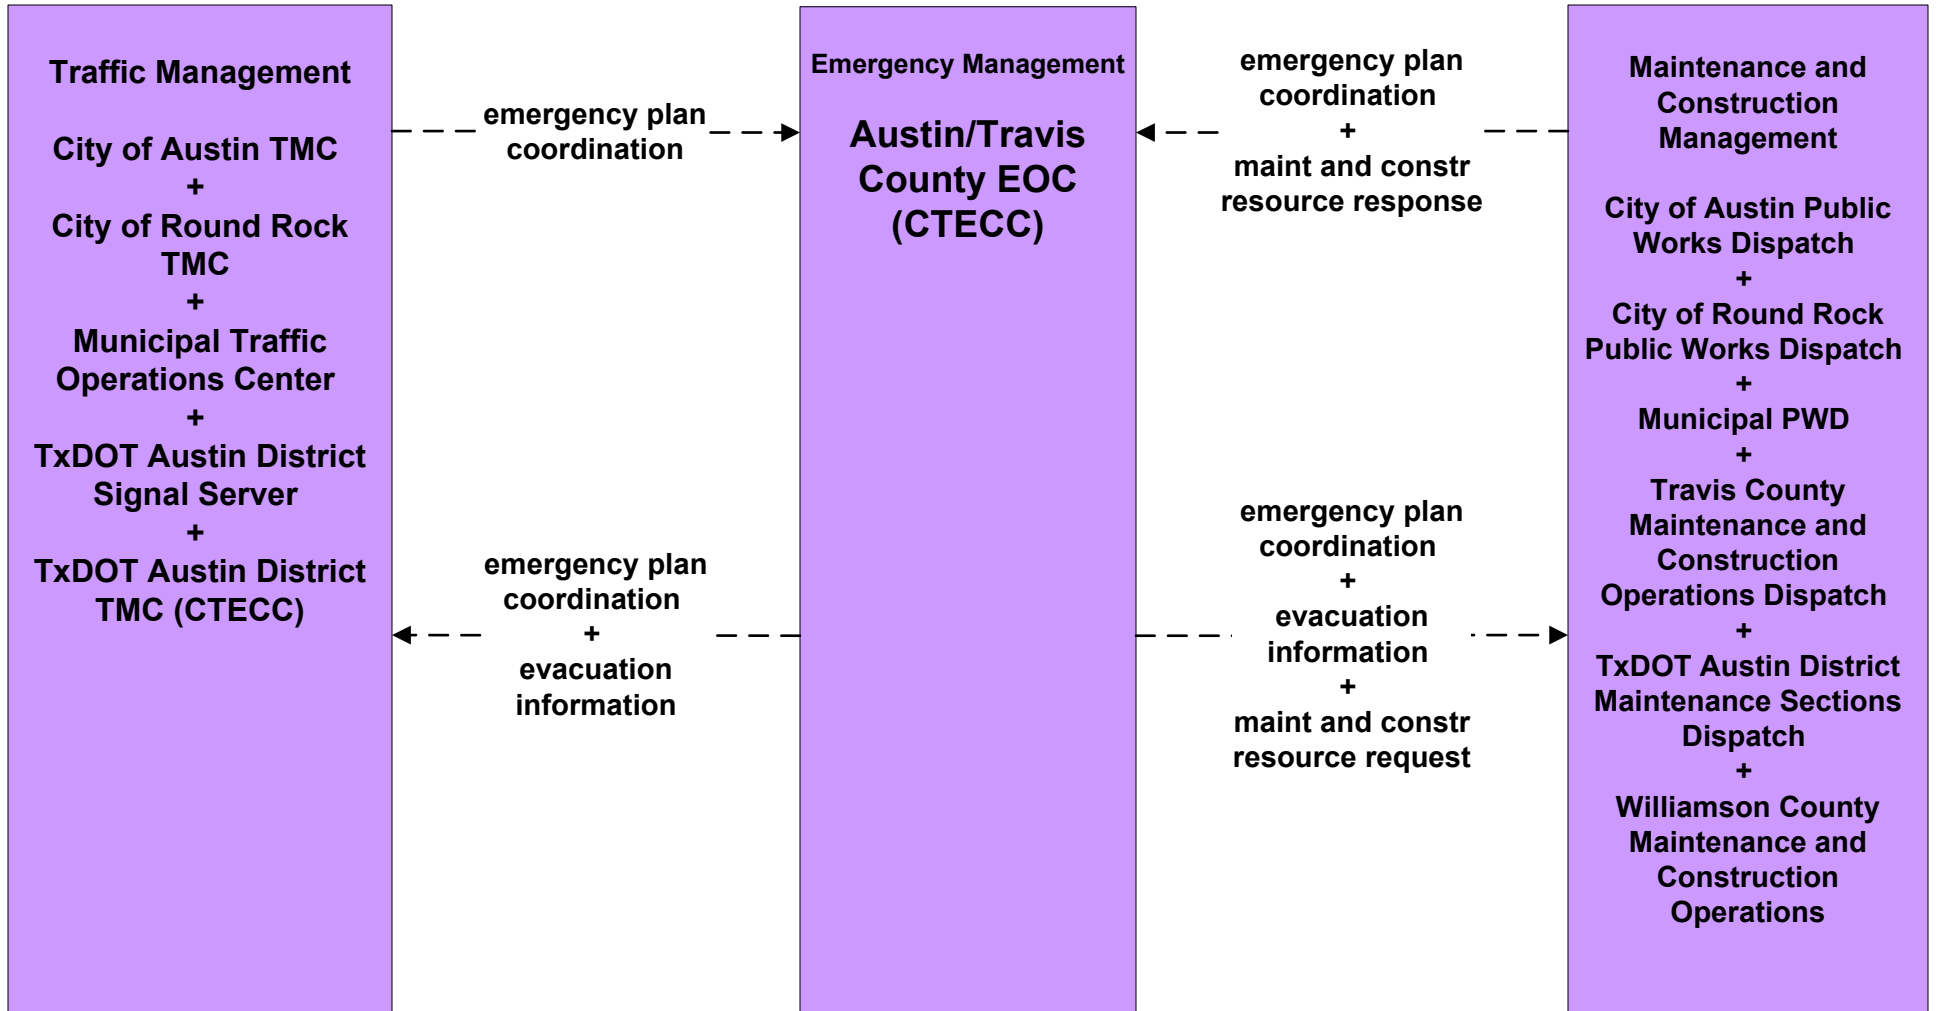 Traffic Management
City of Austin TMC
+
City of Round Rock
TMC
+
Municipal Traffic
Operations Center
+
TxDOT Austin District
Signal Server
+
TxDOT Austin District
TMC (CTECC)
emergency plan
coordination
emergency plan
coordination
+
evacuation
information
Emergency Management
Austin/Travis
County EOC
(CTECC)
emergency plan
coordination
+
maint and constr
resource response
emergency plan
coordination
+
evacuation
information
+
maint and constr
resource request
Maintenance and
Construction
Management
City of Austin Public
Works Dispatch
+
City of Round Rock
Public Works Dispatch
+
Municipal PWD
+
Travis County
Maintenance and
Construction
Operations Dispatch
+
TxDOT Austin District
Maintenance Sections
Dispatch
+
Williamson County
Maintenance and
Construction
Operations